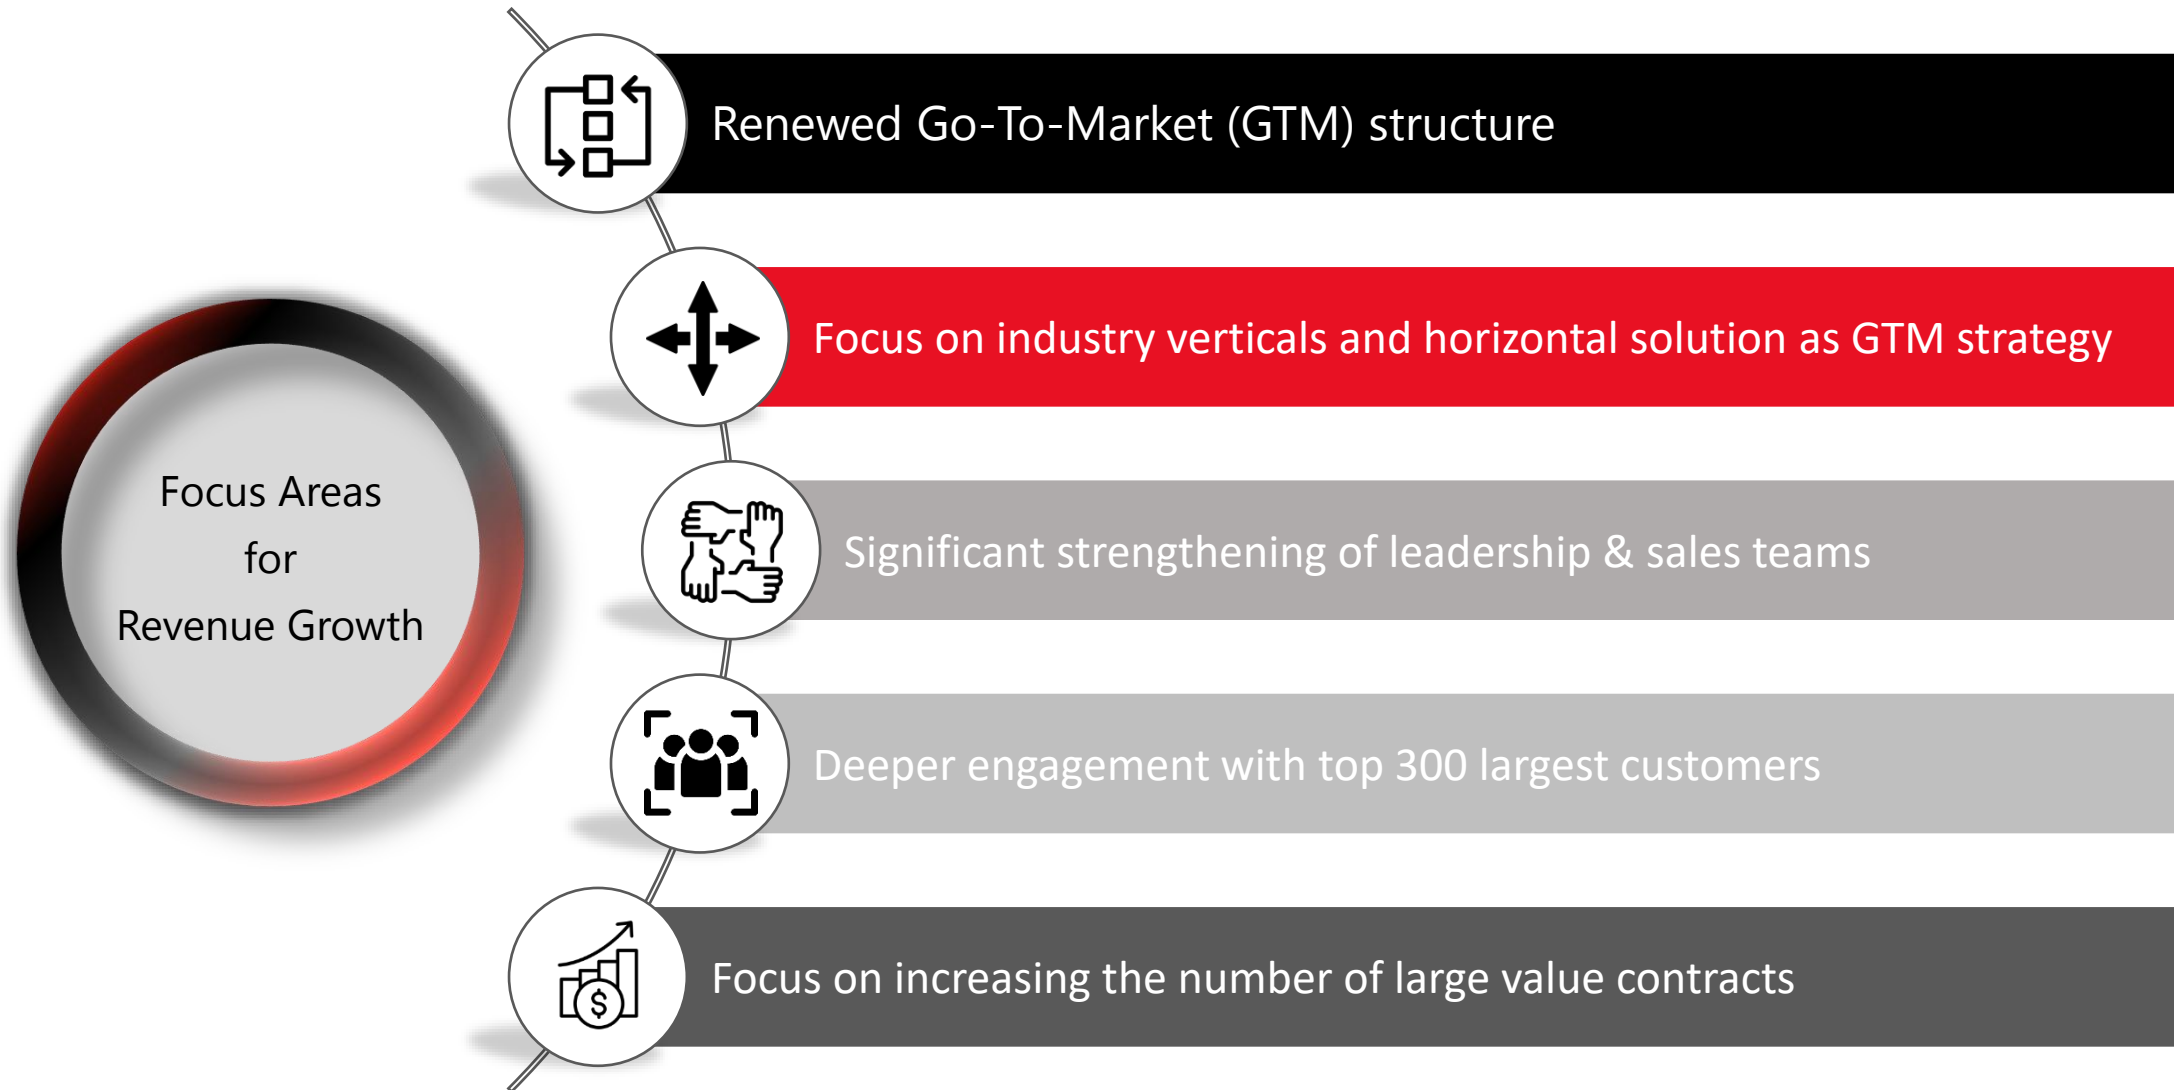 Renewed Go-To-Market (GTM) structure
Focus on industry verticals and horizontal solution as GTM strategy
Focus Areas
for
Revenue Growth
Significant strengthening of leadership & sales teams
Deeper engagement with top 300 largest customers
Focus on increasing the number of large value contracts
$